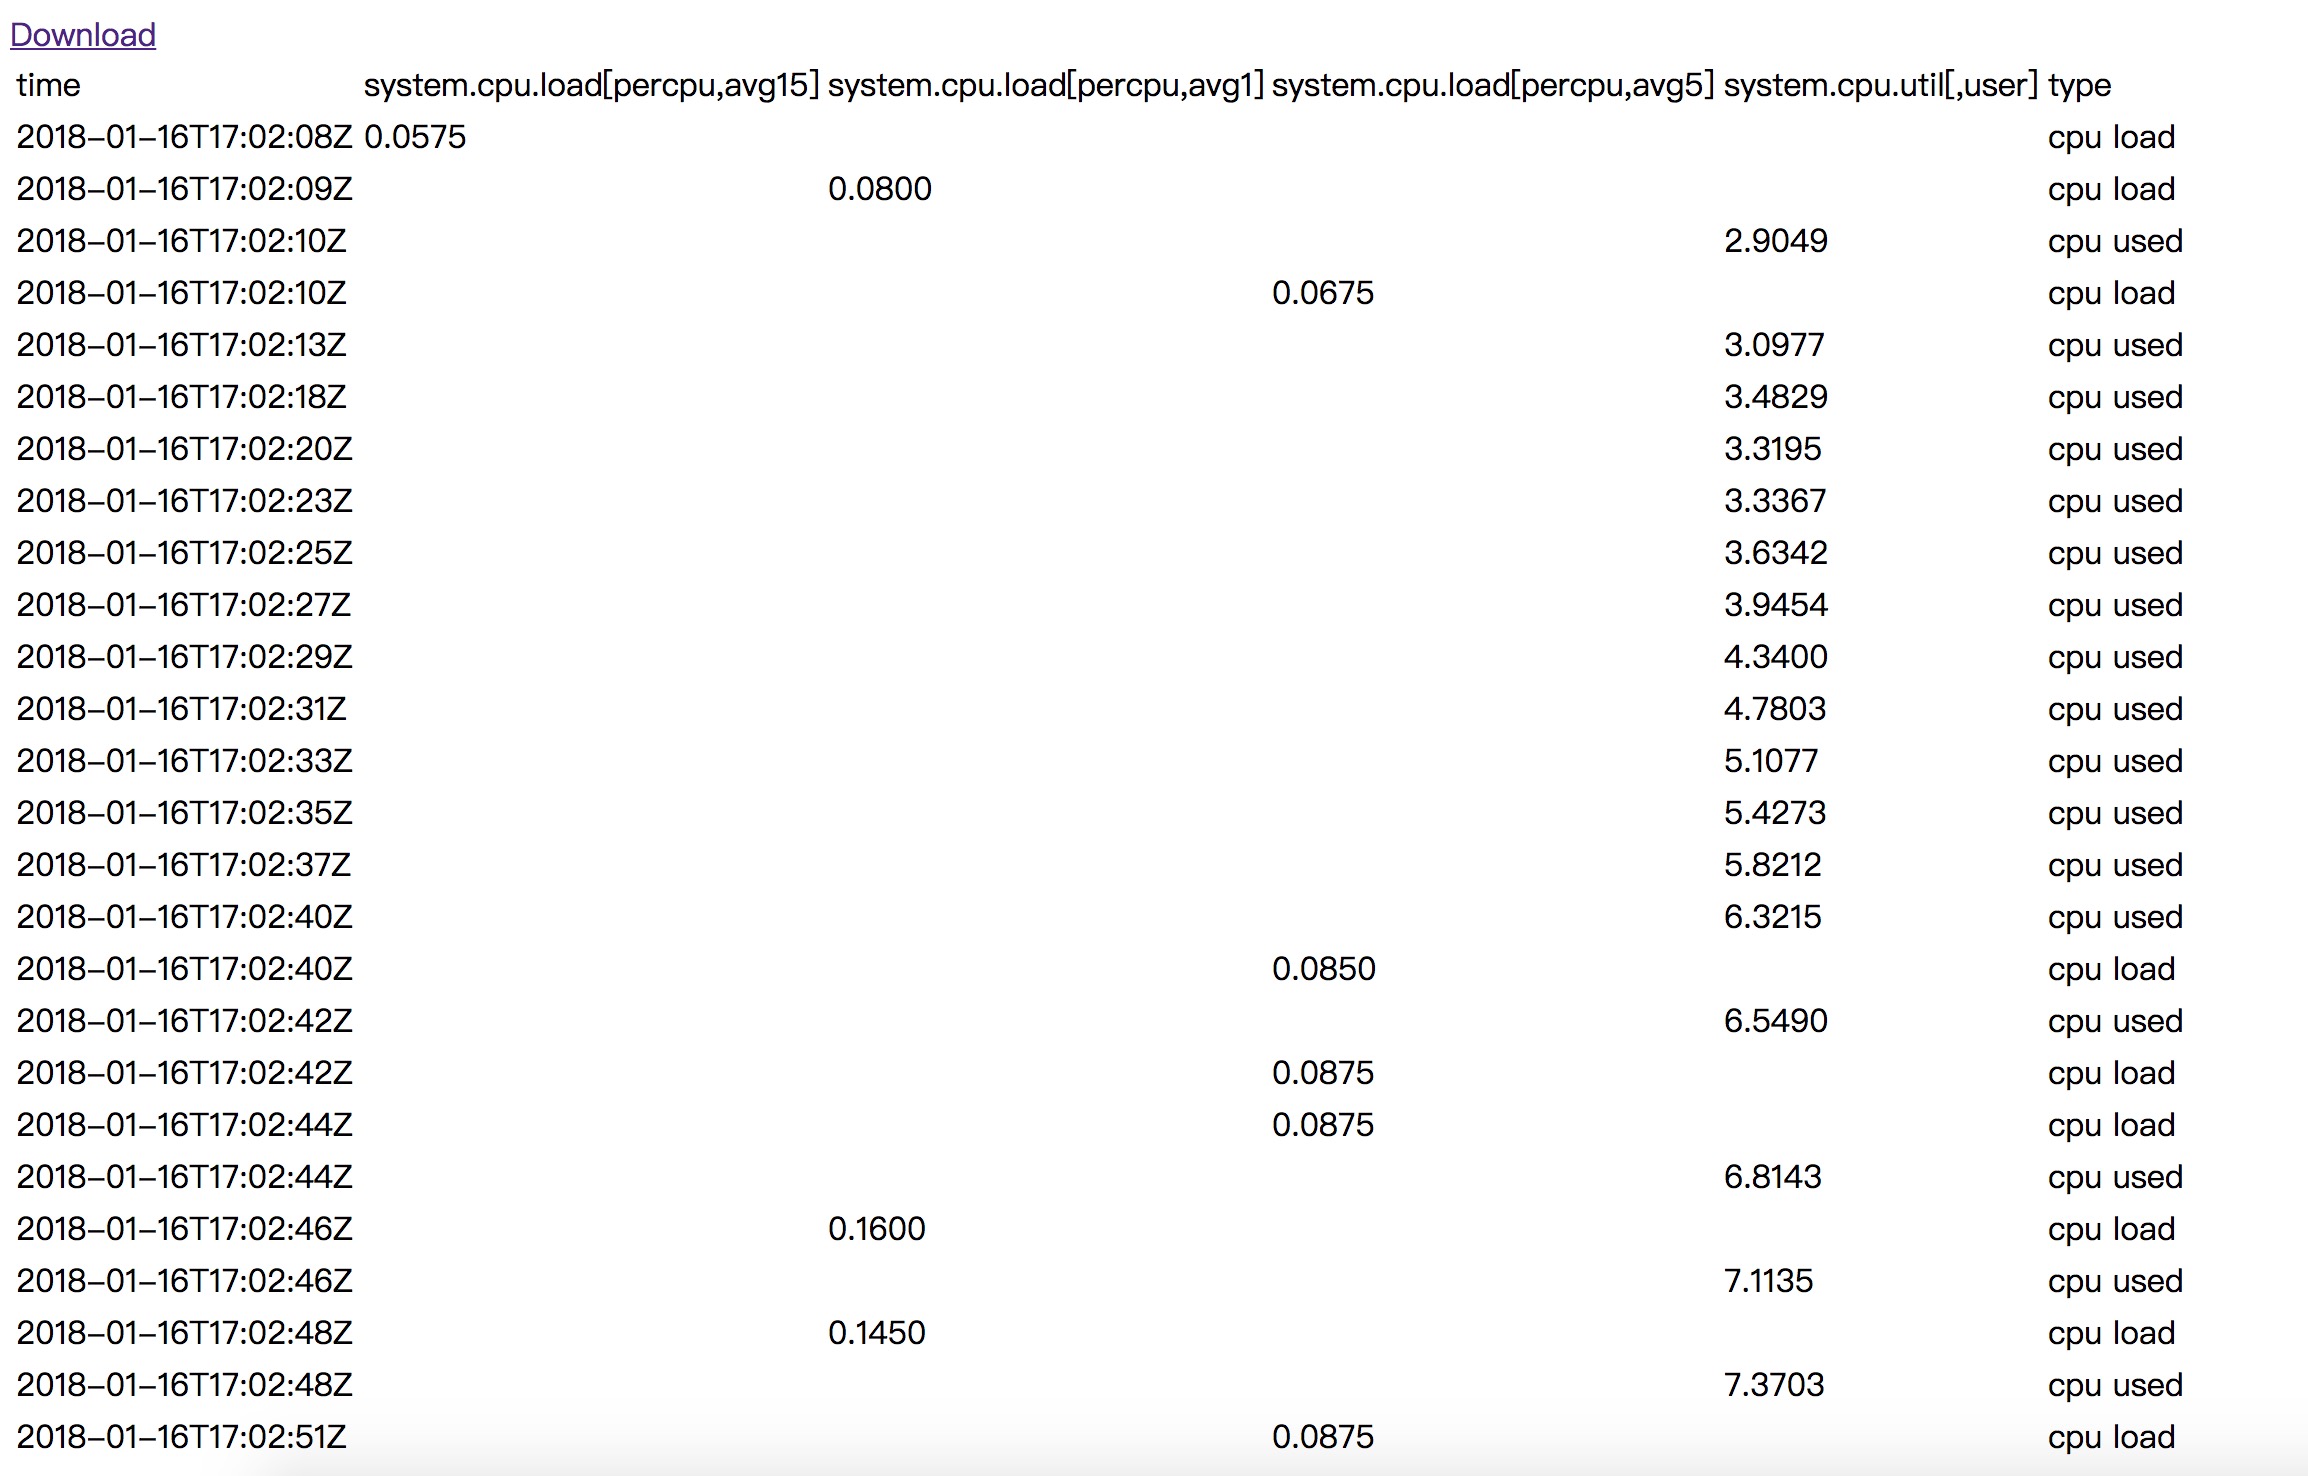 Download
time system.cpu.load[percpu,avg15] system.cpu.load[percpu,avg1] system.cpu.load[percpu,avg5] system.cpu.util[,user] type
2018-01-16T17:02:08Z 0.0575 cpu load
2018-01-16T17:02:09Z 0.0800 cpu load
2018-01-16T17:02:10Z 2.9049 cpu used
2018-01-16T17:02:10Z 0.0675 cpu load
2018-01-16T17:02:13Z 3.0977 cpu used
2018-01-16T17:02:18Z 3.4829 cpu used
2018-01-16T17:02:20Z 3.3195 cpu used
2018-01-16T17:02:23Z 3.3367 cpu used
2018-01-16T17:02:25Z 3.6342 cpu used
2018-01-16T17:02:27Z 3.9454 cpu used
2018-01-16T17:02:29Z 4.3400 cpu used
2018-01-16T17:02:31Z 4.7803 cpu used
2018-01-16T17:02:33Z 5.1077 cpu used
2018-01-16T17:02:35Z 5.4273 cpu used
2018-01-16T17:02:37Z 5.8212 cpu used
2018-01-16T17:02:40Z 6.3215 cpu used
2018-01-16T17:02:40Z 0.0850 cpu load
2018-01-16T17:02:42Z 6.5490 cpu used
2018-01-16T17:02:42Z 0.0875 cpu load
2018-01-16T17:02:44Z 0.0875 cpu load
2018-01-16T17:02:44Z 6.8143 cpu used
2018-01-16T17:02:46Z 0.1600 cpu load
2018-01-16T17:02:46Z 7.1135 cpu used
2018-01-16T17:02:48Z 0.1450 cpu load
2018-01-16T17:02:48Z 7.3703 cpu used
2018-01-16T17:02:51Z 0.0875 cpu load